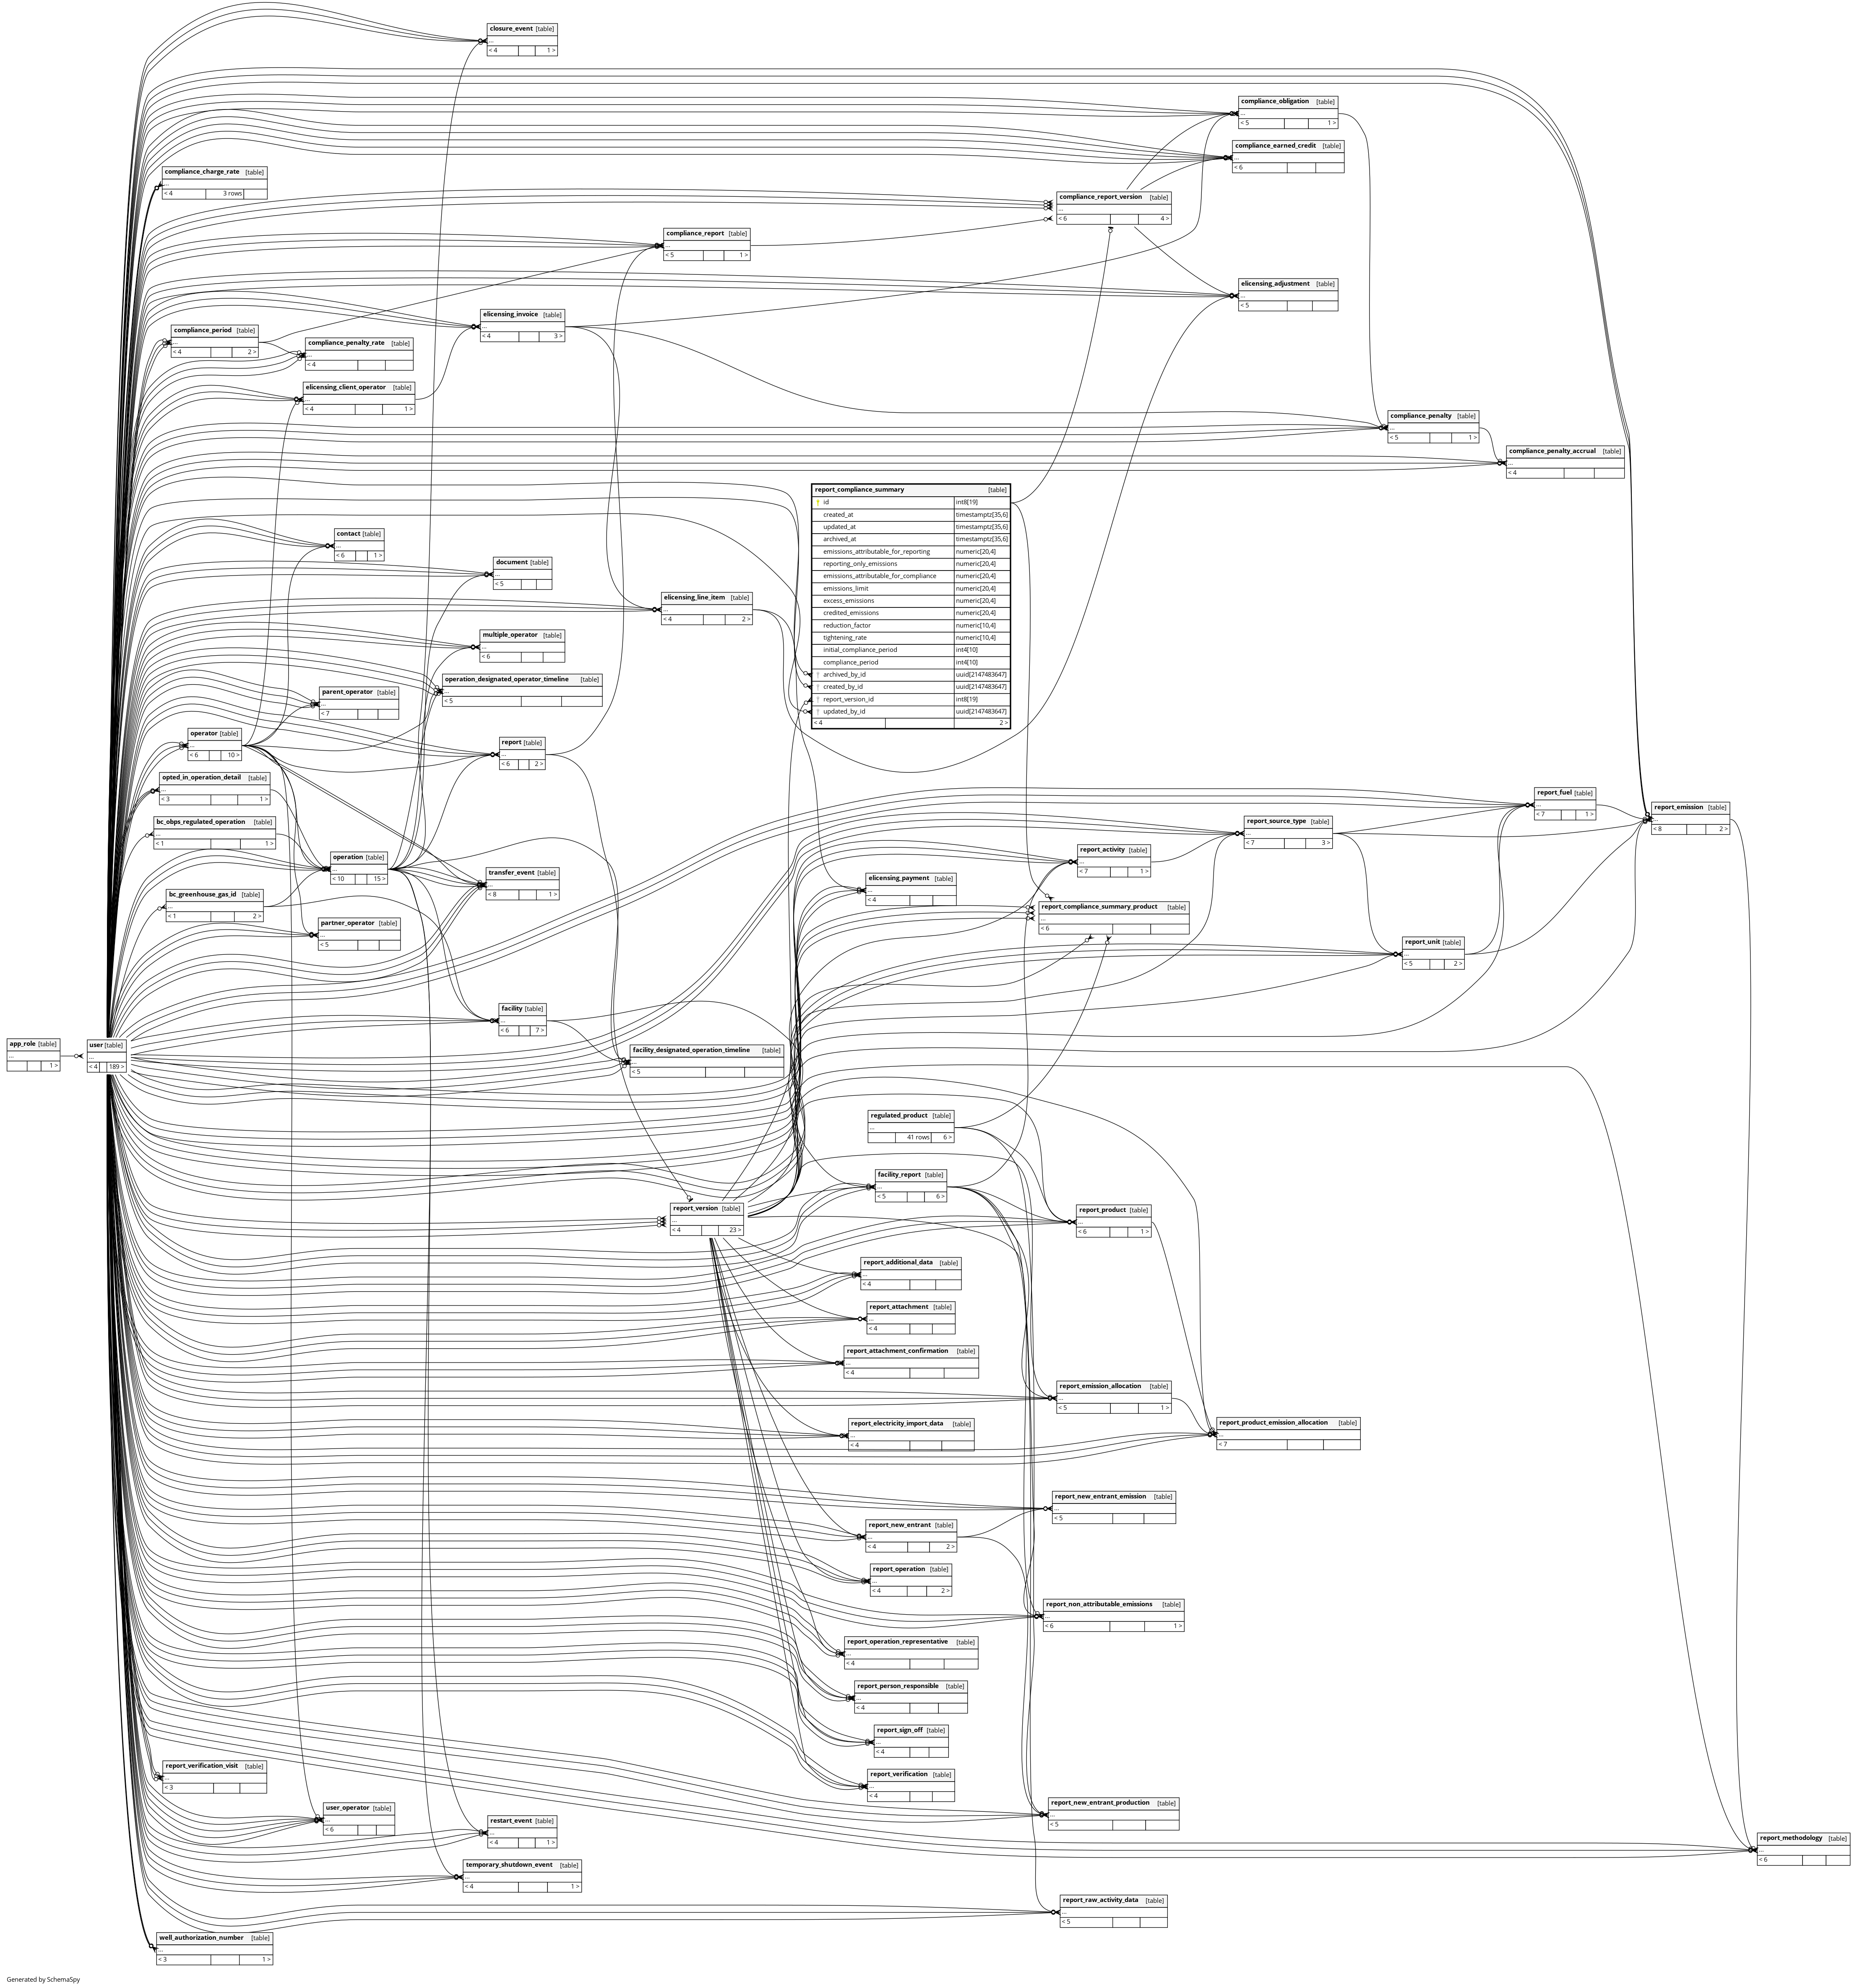 closure_event [table]
...
< 4 1 >
compliance_obligation [table]
...
< 5 1 >
compliance_earned_credit [table]
...
< 6
compliance_charge_rate [table]
...
< 4 3 rows
compliance_report_version [table]
...
< 6 4 >
compliance_report [table]
...
< 5 1 >
elicensing_adjustment [table]
...
< 5
elicensing_invoice [table]
...
< 4 3 >
compliance_period [table]
...
< 4 2 >
compliance_penalty_rate [table]
...
< 4
elicensing_client_operator [table]
...
< 4 1 >
compliance_penalty [table]
...
< 5 1 >
compliance_penalty_accrual [table]
...
< 4
report_compliance_summary [table]
id int8[19]
created_at timestamptz[35,6]
updated_at timestamptz[35,6]
archived_at timestamptz[35,6]
emissions_attributable_for_reporting numeric[20,4]
reporting_only_emissions numeric[20,4]
emissions_attributable_for_compliance numeric[20,4]
emissions_limit numeric[20,4]
excess_emissions numeric[20,4]
credited_emissions numeric[20,4]
reduction_factor numeric[10,4]
tightening_rate numeric[10,4]
initial_compliance_period int4[10]
compliance_period int4[10]
archived_by_id uuid[2147483647]
created_by_id uuid[2147483647]
report_version_id int8[19]
updated_by_id uuid[2147483647]
< 4 2 >
contact [table]
...
< 6 1 >
document [table]
...
< 5
elicensing_line_item [table]
...
< 4 2 >
multiple_operator [table]
...
< 6
operation_designated_operator_timeline [table]
...
< 5
parent_operator [table]
...
< 7
operator [table]
...
< 6 10 >
report [table]
...
< 6 2 >
opted_in_operation_detail [table]
...
< 3 1 >
report_fuel [table]
...
< 7 1 >
report_emission [table]
...
< 8 2 >
bc_obps_regulated_operation [table]
...
< 1 1 >
report_source_type [table]
...
< 7 3 >
report_activity [table]
...
< 7 1 >
operation [table]
...
< 10 15 >
transfer_event [table]
...
< 8 1 >
elicensing_payment [table]
...
< 4
bc_greenhouse_gas_id [table]
...
< 1 2 >
report_compliance_summary_product [table]
...
< 6
partner_operator [table]
...
< 5
report_unit [table]
...
< 5 2 >
facility [table]
...
< 6 7 >
app_role [table]
...
1 >
user [table]
...
< 4 189 >
facility_designated_operation_timeline [table]
...
< 5
regulated_product [table]
...
41 rows 6 >
facility_report [table]
...
< 5 6 >
report_version [table]
...
< 4 23 >
report_product [table]
...
< 6 1 >
report_additional_data [table]
...
< 4
report_attachment [table]
...
< 4
report_attachment_confirmation [table]
...
< 4
report_emission_allocation [table]
...
< 5 1 >
report_electricity_import_data [table]
...
< 4
report_product_emission_allocation [table]
...
< 7
report_new_entrant_emission [table]
...
< 5
report_new_entrant [table]
...
< 4 2 >
report_operation [table]
...
< 4 2 >
report_non_attributable_emissions [table]
...
< 6 1 >
report_operation_representative [table]
...
< 4
report_person_responsible [table]
...
< 4
report_sign_off [table]
...
< 4
report_verification_visit [table]
...
< 3
report_verification [table]
...
< 4
user_operator [table]
...
< 6
report_new_entrant_production [table]
...
< 5
restart_event [table]
...
< 4 1 >
report_methodology [table]
...
< 6
temporary_shutdown_event [table]
...
< 4 1 >
report_raw_activity_data [table]
...
< 5
well_authorization_number [table]
...
< 3 1 >
Generated by SchemaSpy